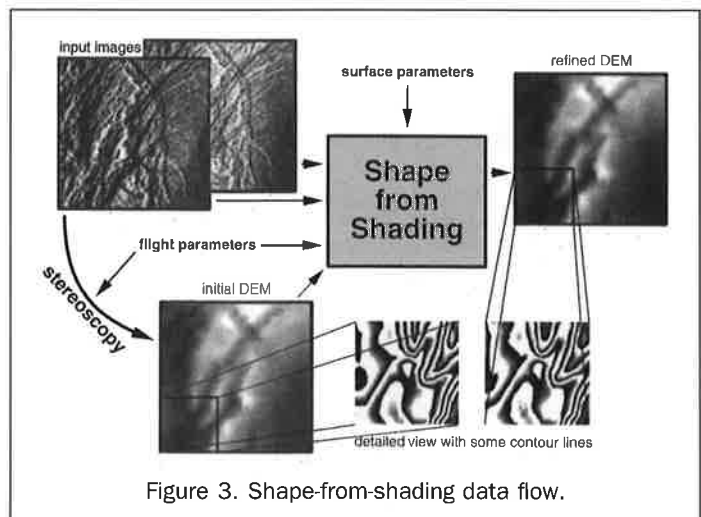 input images
surface parameters
refined DEM
Shape
from
Shading
flight parameters
stereoscopy
initial DEM
detailed view with some contour lines
Figure 3. Shape-from-shading data flow.